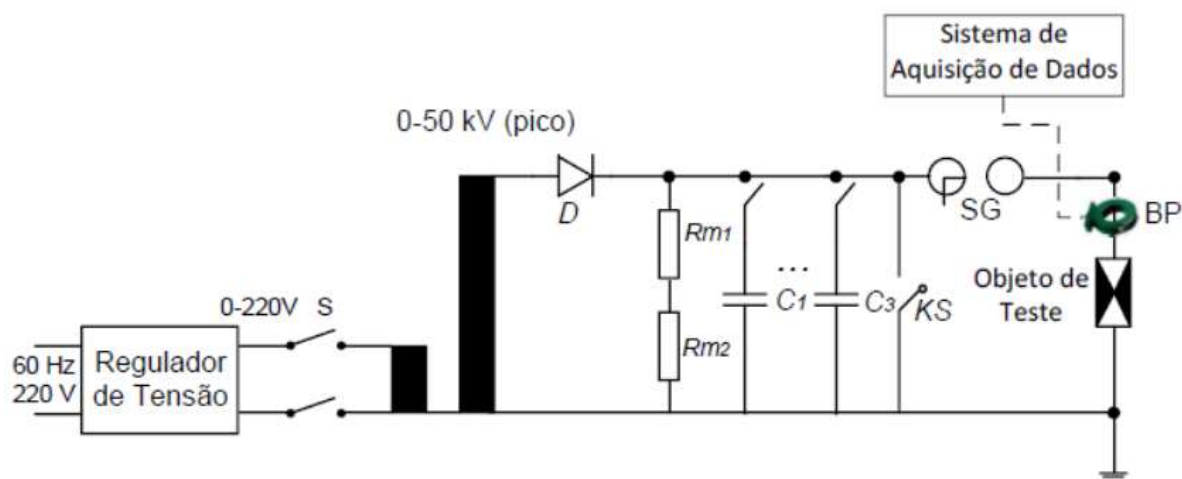 Sistema de
Aquisição de Dados
0-50 kV (pico)
D
Rm1
Rm2
...
C1
C3
KS
SG
BP
Objeto de
Teste
0-220V S
60 Hz
220 V
Regulador
de Tensão